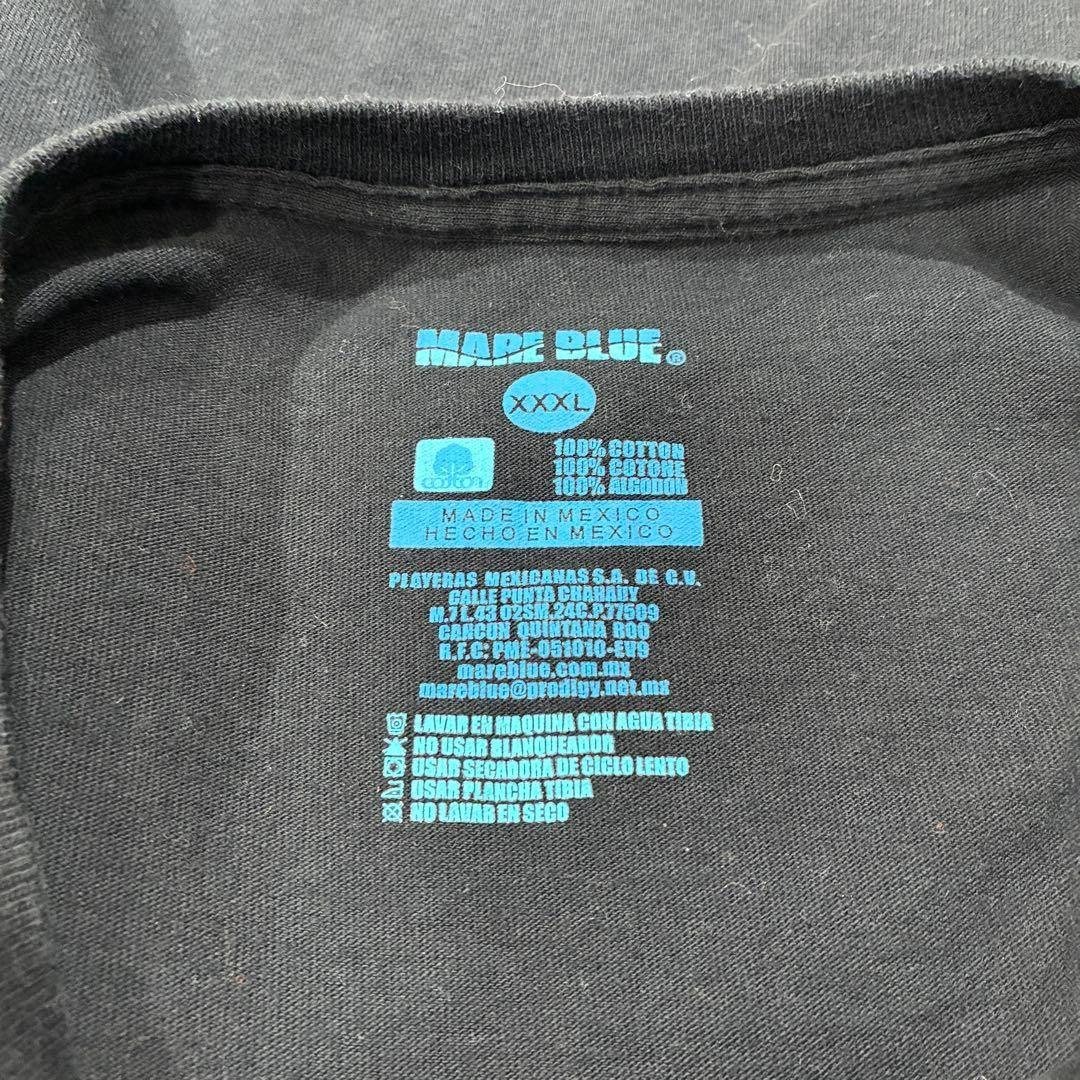 MARE BLUE®
XXXL
cotton
100% COTTON
100% COTONE
100% ALGODON
MADE IN MEXICO
HECHO EN MEXICO
PLAYERAS MEXICANAS S.A. DE C.V.
CALLE PUNTA CHAHABY
M.7 L.43 02SM.24C.P.77509
CANCUN QUINTANA ROO
R.F.C: PME-051010-EV9
mareblue.com.mx
mareblue@prodigy.net.mx
LAVAR EN MAQUINA CON AGUA TIBIA
NO USAR BLANQUEADOR
USAR SECADORA DE CICLO LENTO
USAR PLANCHA TIBIA
NO LAVAR EN SECO